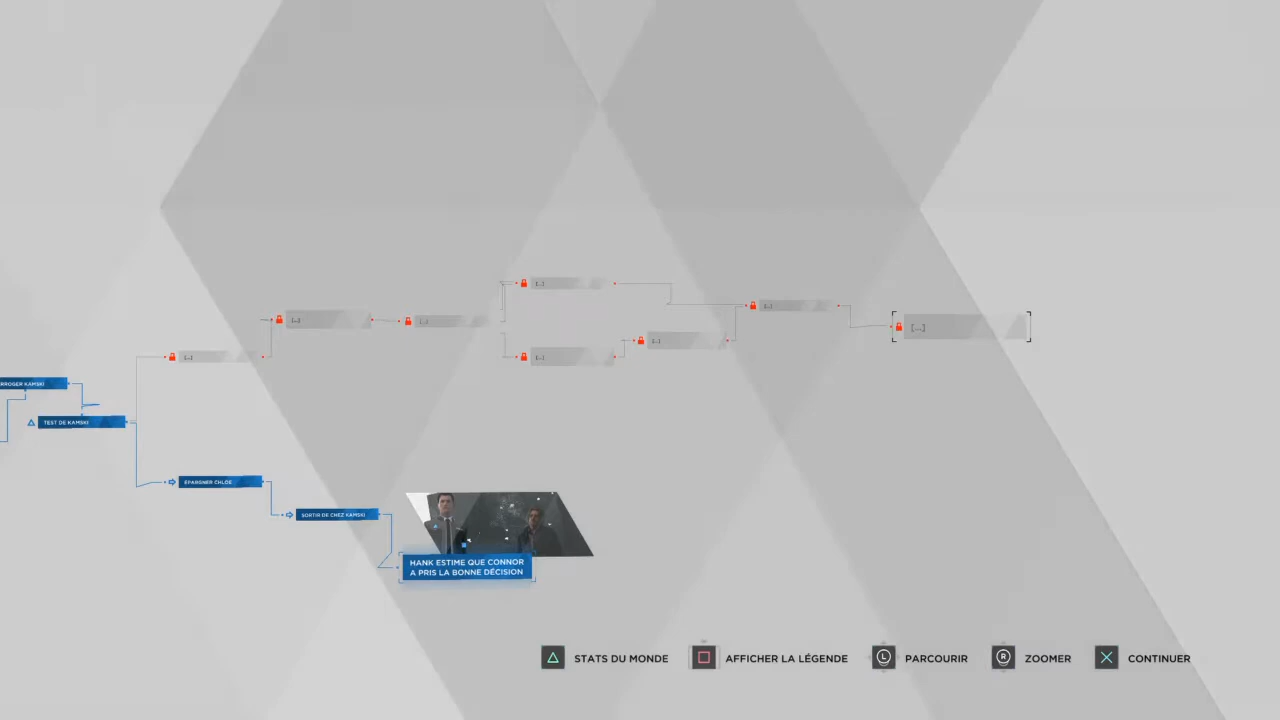 [...]
[...]
[...]
[...]
[...]
[...]
[...]
[...]
RROGER KAMSKI
TEST DE KAMSKI
ÉPARGNER CHLOE
SORTIR DE CHEZ KAMSKI
HANK ESTIME QUE CONNOR
A PRIS LA BONNE DÉCISION
STATS DU MONDE
AFFICHER LA LÉGENDE
L PARCOURIR
R ZOOMER
CONTINUER